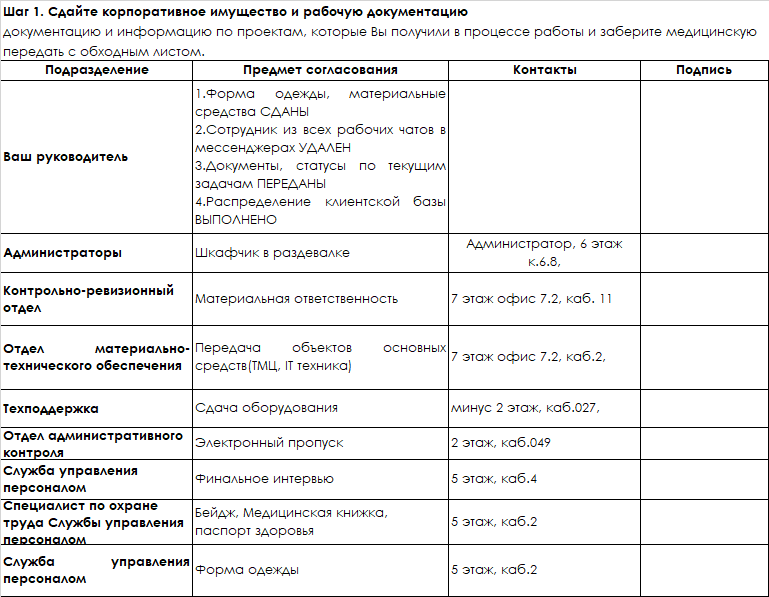 Шаг 1. Сдайте корпоративное имущество и рабочую документацию
документацию и информацию по проектам, которые Вы получили в процессе работы и заберите медицинскую
передать с обходным листом.
Подразделение Предмет согласования Контакты Подпись
Ваш руководитель
1.Форма одежды, материальные
средства СДАНЫ
2.Сотрудник из всех рабочих чатов в
мессенджерах УДАЛЕН
3.Документы, статусы по текущим
задачам ПЕРЕДАНЫ
4.Распределение клиентской базы
ВЫПОЛНЕНО
Администраторы
Шкафчик в раздевалке
Администратор, 6 этаж
к.6.8,
Контрольно-ревизионный
отдел
Материальная ответственность
7 этаж офис 7.2, каб. 11
Отдел материально-
технического обеспечения
Передача объектов основных
средств(ТМЦ, IT техника)
7 этаж офис 7.2, каб.2,
Техподдержка
Сдача оборудования
минус 2 этаж, каб.027,
Отдел административного
контроля
Электронный пропуск
2 этаж, каб.049
Служба управления
персоналом
Финальное интервью
5 этаж, каб.4
Специалист по охране
труда Службы управления
персоналом
Бейдж, Медицинская книжка,
паспорт здоровья
5 этаж, каб.2
Служба управления
персоналом
Форма одежды
5 этаж, каб.2